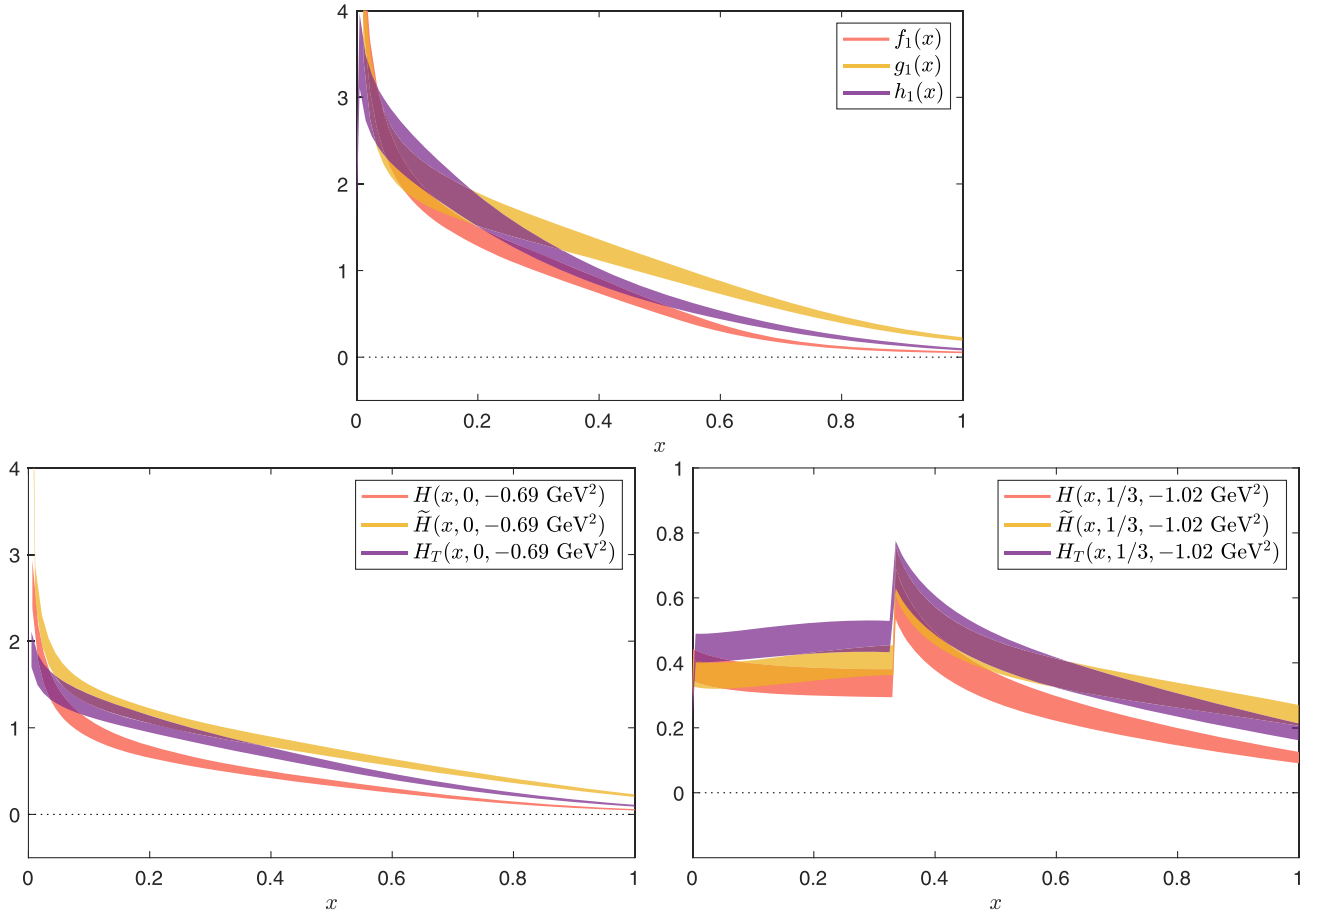 4
3
2
1
0
0 0.2 0.4 0.6 0.8 1
x
f₁(x)
g₁(x)
h₁(x)
4
3
2
1
0
0 0.2 0.4 0.6 0.8 1
x
H(x, 0, −0.69 GeV²)
H̃(x, 0, −0.69 GeV²)
H_T(x, 0, −0.69 GeV²)
1
0.8
0.6
0.4
0.2
0
0 0.2 0.4 0.6 0.8 1
x
H(x, 1/3, −1.02 GeV²)
H̃(x, 1/3, −1.02 GeV²)
H_T(x, 1/3, −1.02 GeV²)